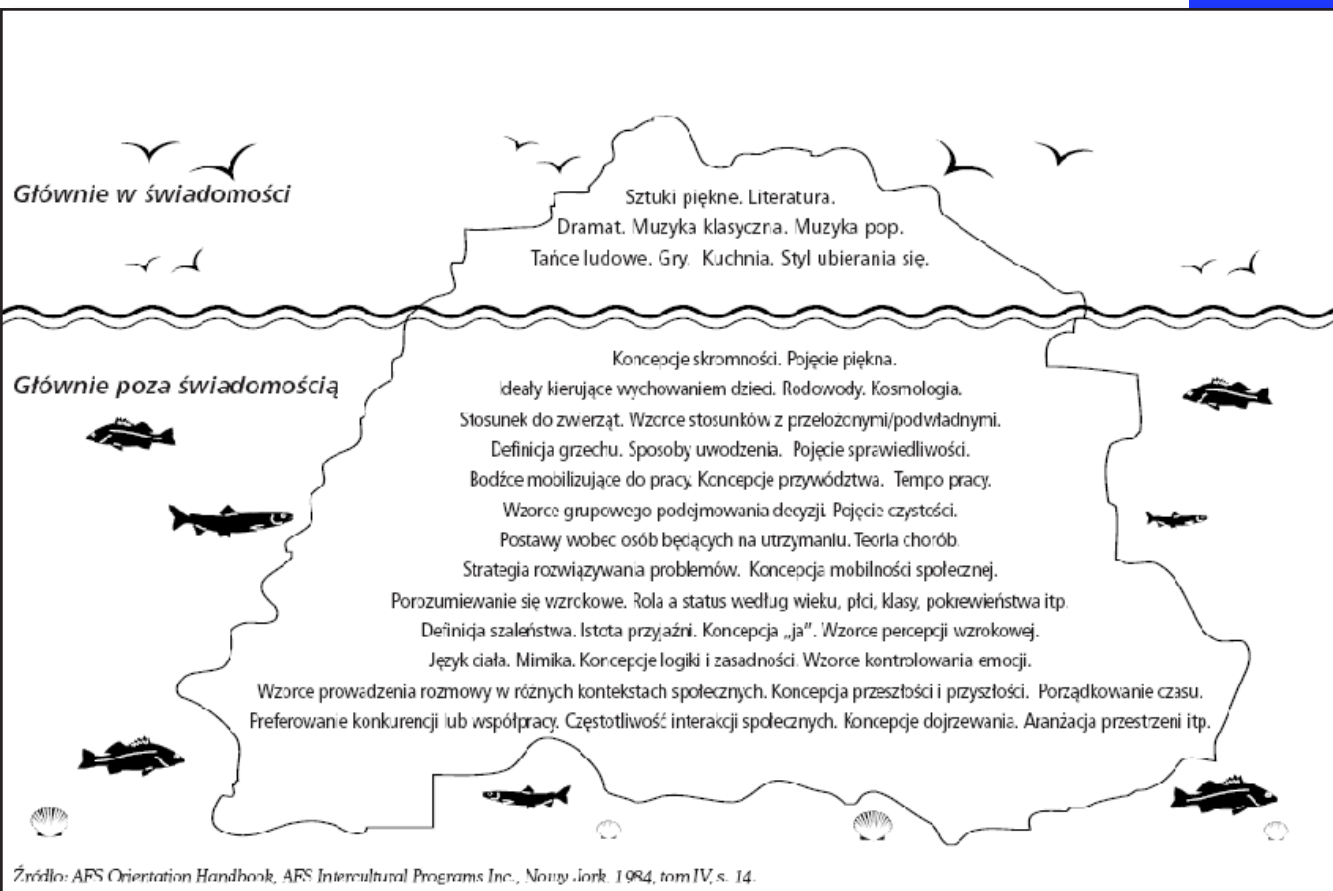 Głównie w świadomości
Sztuki piękne. Literatura.
Dramat. Muzyka klasyczna. Muzyka pop.
Tańce ludowe. Gry. Kuchnia. Styl ubierania się.
Głównie poza świadomością
Koncepcje skromności. Pojęcie piękna.
Ideały kierujące wychowaniem dzieci. Rodowody. Kosmologia.
Stosunek do zwierząt. Wzorce stosunków z przełożonymi/podwładnymi.
Definicja grzechu. Sposoby uwodzenia. Pojęcie sprawiedliwości.
Bodźce mobilizujące do pracy. Koncepcje przywództwa. Tempo pracy.
Wzorce grupowego podejmowania decyzji. Pojęcie czystości.
Postawy wobec osób będących na utrzymaniu. Teoria chorób.
Strategia rozwiązywania problemów. Koncepcja mobilności społecznej.
Porozumiewanie się wzrokowe. Rola a status według wieku, płci, klasy, pokrewieństwa itp.
Definicja szaleństwa. Istota przyjaźni. Koncepcja „ja”. Wzorce percepcji wzrokowej.
Język ciała. Mimika. Koncepcje logiki i zasadności. Wzorce kontrolowania emocji.
Wzorce prowadzenia rozmowy w różnych kontekstach społecznych. Koncepcja przeszłości i przyszłości. Porządkowanie czasu.
Preferowanie konkurencji lub współpracy. Częstotliwość interakcji społecznych. Koncepcje dojrzewania. Aranżacja przestrzeni itp.
Źródło: AFS Orientation Handbook, AFS Intercultural Programs Inc., Nowy Jork, 1984, tom IV, s. 14.